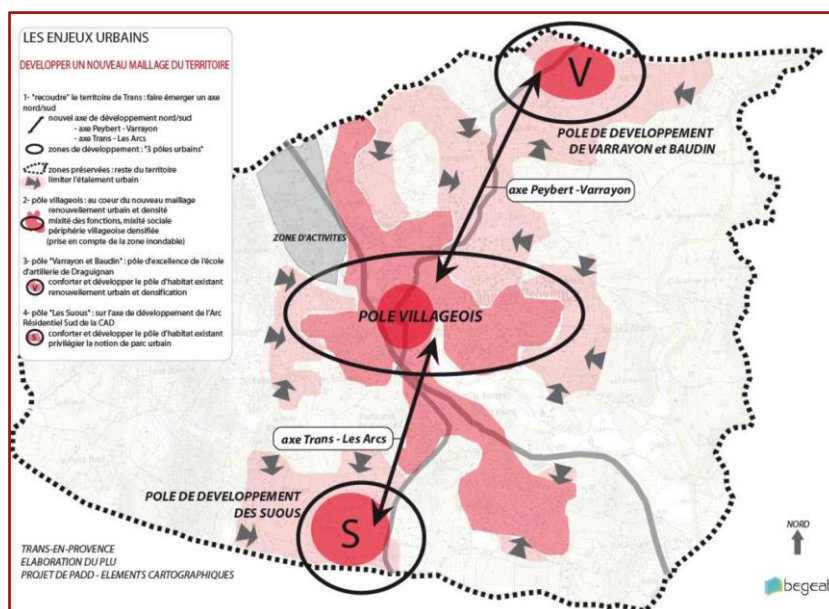 LES ENJEUX URBAINS
DEVELOPPER UN NOUVEAU MAILLAGE DU TERRITOIRE
1- "recoudre" le territoire de Trans : faire émerger un axe
nord/sud
nouvel axe de développement nord/sud
- axe Peybert - Varrayon
- axe Trans - Les Arcs
zones de développement : "3 pôles urbains"
zones préservées : reste du territoire
limiter l'étalement urbain
2- pôle villageois : au coeur du nouveau maillage
renouvellement urbain et densité
mixité des fonctions, mixité sociale
périphérie villageoise densifiée
(prise en compte de la zone inondable)
3- pôle "Varrayon et Baudin" : pôle d'excellence de l'école
d'artillerie de Draguignan
V
conforter et développer le pôle d'habitat existant
renouvellement urbain et densification
4- pôle "Les Suous" : sur l'axe de développement de l'Arc
Résidentiel Sud de la CAD
S
conforter et développer le pôle d'habitat existant
privilégier la notion de parc urbain
V
POLE DE DEVELOPPEMENT
DE VARRAYON et BAUDIN
axe Peybert -Varrayon
ZONE D'ACTIVITES
POLE VILLAGEOIS
axe Trans - Les Arcs
POLE DE DEVELOPPEMENT
DES SUOUS
S
TRANS-EN-PROVENCE
ELABORATION DU PLU
PROJET DE PADD - ELEMENTS CARTOGRAPHIQUES
NORD
begeat